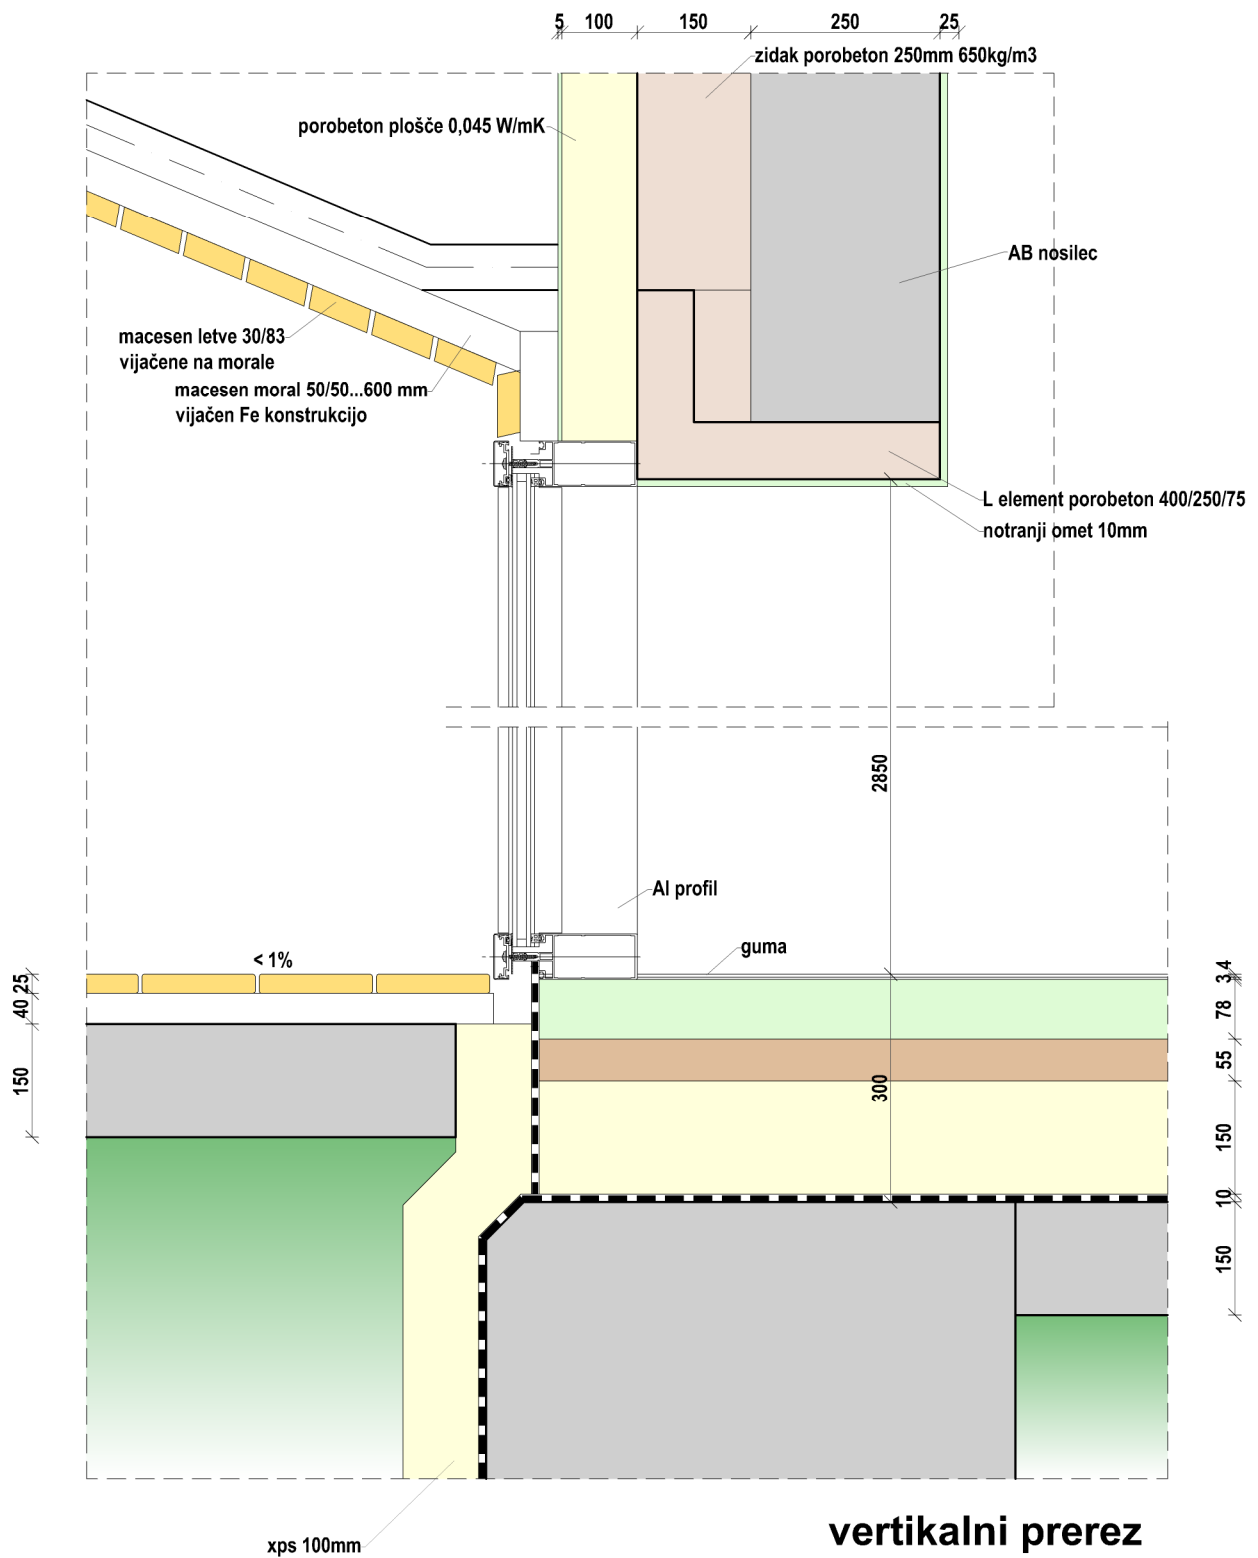 5 100 150 250 25
zidak porobeton 250mm 650kg/m3
porobeton plošče 0,045 W/mK
AB nosilec
macesen letve 30/83
vijačene na morale
macesen moral 50/50...600 mm
vijačen Fe konstrukcijo
L element porobeton 400/250/75
notranji omet 10mm
2850
Al profil
guma
< 1%
25
40
150
300
3
4
78
55
150
10
150
xps 100mm
vertikalni prerez